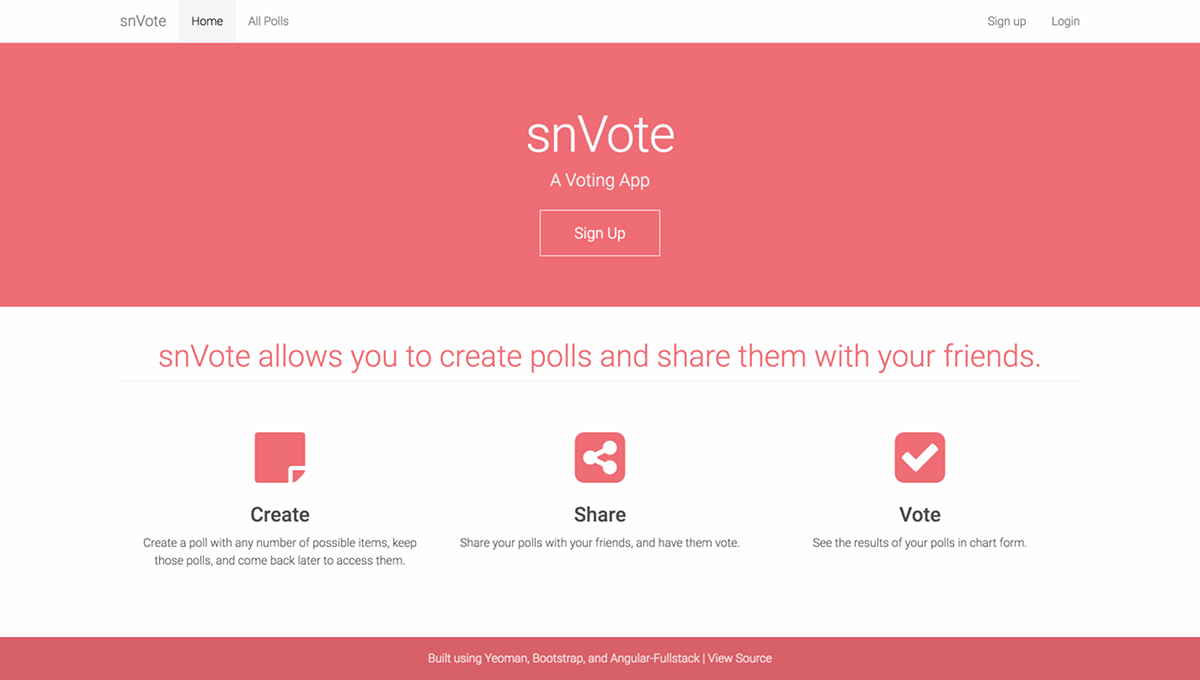 snVote Home All Polls Sign up Login
snVote
A Voting App
Sign Up
snVote allows you to create polls and share them with your friends.
Create
Create a poll with any number of possible items, keep
those polls, and come back later to access them.
Share
Share your polls with your friends, and have them vote.
Vote
See the results of your polls in chart form.
Built using Yeoman, Bootstrap, and Angular-Fullstack | View Source